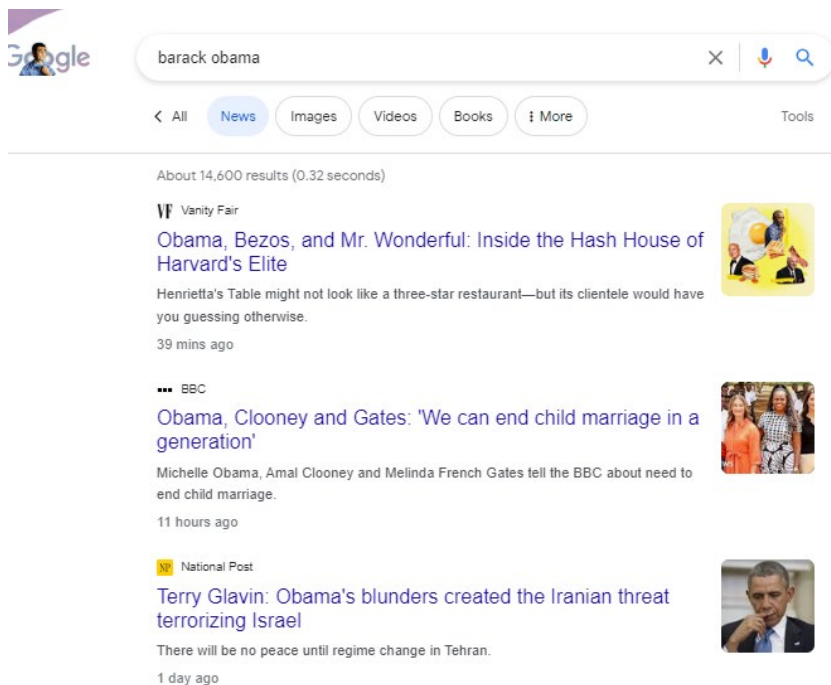 Google
barack obama
All News Images Videos Books More Tools
About 14,600 results (0.32 seconds)
VF Vanity Fair
Obama, Bezos, and Mr. Wonderful: Inside the Hash House of
Harvard's Elite
Henrietta's Table might not look like a three-star restaurant—but its clientele would have
you guessing otherwise.
39 mins ago
BBC
Obama, Clooney and Gates: 'We can end child marriage in a
generation'
Michelle Obama, Amal Clooney and Melinda French Gates tell the BBC about need to
end child marriage.
11 hours ago
NP National Post
Terry Glavin: Obama's blunders created the Iranian threat
terrorizing Israel
There will be no peace until regime change in Tehran.
1 day ago